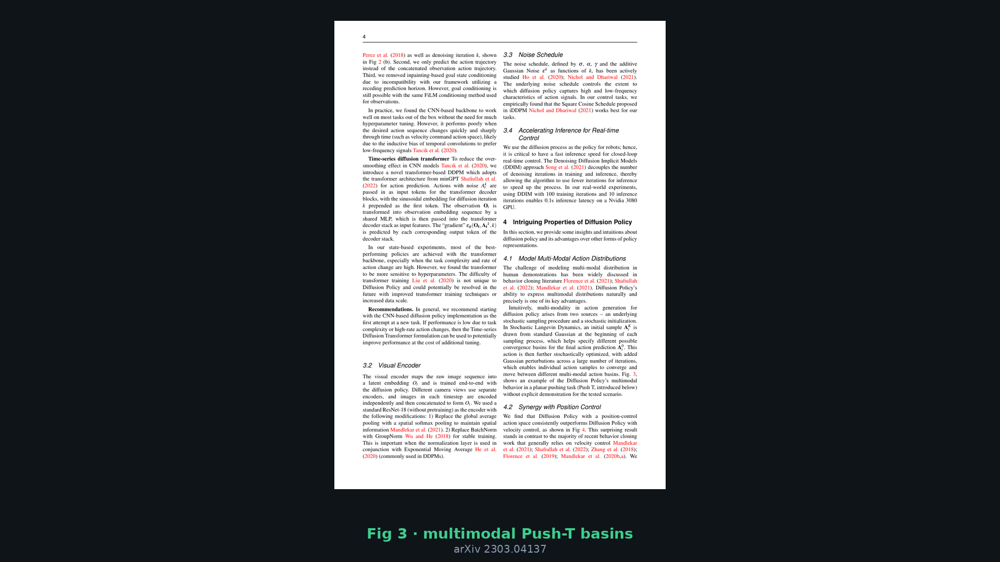 4
Perez et al. (2018) as well as denoising iteration k, shown
in Fig 2 (b). Second, we only predict the action trajectory
instead of the concatenated observation action trajectory.
Third, we removed inpainting-based goal state conditioning
due to incompatibility with our framework utilizing a
receding prediction horizon. However, goal conditioning is
still possible with the same FiLM conditioning method used
for observations.
In practice, we found the CNN-based backbone to work
well on most tasks out of the box without the need for much
hyperparameter tuning. However, it performs poorly when
the desired action sequence changes quickly and sharply
through time (such as velocity command action space), likely
due to the inductive bias of temporal convolutions to prefer
low-frequency signals Tancik et al. (2020).
Time-series diffusion transformer To reduce the over-
smoothing effect in CNN models Tancik et al. (2020), we
introduce a novel transformer-based DDPM which adopts
the transformer architecture from minGPT Shafiullah et al.
(2022) for action prediction. Actions with noise $A_t^k$ are
passed in as input tokens for the transformer decoder
blocks, with the sinusoidal embedding for diffusion iteration
k prepended as the first token. The observation $\mathbf{O}_t$ is
transformed into observation embedding sequence by a
shared MLP, which is then passed into the transformer
decoder stack as input features. The “gradient” $\varepsilon_\theta(\mathbf{O_t}, \mathbf{A_t}^k, k)$
is predicted by each corresponding output token of the
decoder stack.
In our state-based experiments, most of the best-
performing policies are achieved with the transformer
backbone, especially when the task complexity and rate of
action change are high. However, we found the transformer
to be more sensitive to hyperparameters. The difficulty of
transformer training Liu et al. (2020) is not unique to
Diffusion Policy and could potentially be resolved in the
future with improved transformer training techniques or
increased data scale.
Recommendations. In general, we recommend starting
with the CNN-based diffusion policy implementation as the
first attempt at a new task. If performance is low due to task
complexity or high-rate action changes, then the Time-series
Diffusion Transformer formulation can be used to potentially
improve performance at the cost of additional tuning.
3.2 Visual Encoder
The visual encoder maps the raw image sequence into
a latent embedding $O_t$ and is trained end-to-end with
the diffusion policy. Different camera views use separate
encoders, and images in each timestep are encoded
independently and then concatenated to form $O_t$. We used a
standard ResNet-18 (without pretraining) as the encoder with
the following modifications: 1) Replace the global average
pooling with a spatial softmax pooling to maintain spatial
information Mandlekar et al. (2021). 2) Replace BatchNorm
with GroupNorm Wu and He (2018) for stable training.
This is important when the normalization layer is used in
conjunction with Exponential Moving Average He et al.
(2020) (commonly used in DDPMs).
3.3 Noise Schedule
The noise schedule, defined by σ, α, γ and the additive
Gaussian Noise $\varepsilon^k$ as functions of k, has been actively
studied Ho et al. (2020); Nichol and Dhariwal (2021).
The underlying noise schedule controls the extent to
which diffusion policy captures high and low-frequency
characteristics of action signals. In our control tasks, we
empirically found that the Square Cosine Schedule proposed
in iDDPM Nichol and Dhariwal (2021) works best for our
tasks.
3.4 Accelerating Inference for Real-time
Control
We use the diffusion process as the policy for robots; hence,
it is critical to have a fast inference speed for closed-loop
real-time control. The Denoising Diffusion Implicit Models
(DDIM) approach Song et al. (2021) decouples the number
of denoising iterations in training and inference, thereby
allowing the algorithm to use fewer iterations for inference
to speed up the process. In our real-world experiments,
using DDIM with 100 training iterations and 10 inference
iterations enables 0.1s inference latency on a Nvidia 3080
GPU.
4 Intriguing Properties of Diffusion Policy
In this section, we provide some insights and intuitions about
diffusion policy and its advantages over other forms of policy
representations.
4.1 Model Multi-Modal Action Distributions
The challenge of modeling multi-modal distribution in
human demonstrations has been widely discussed in
behavior cloning literature Florence et al. (2021); Shafiullah
et al. (2022); Mandlekar et al. (2021). Diffusion Policy’s
ability to express multimodal distributions naturally and
precisely is one of its key advantages.
Intuitively, multi-modality in action generation for
diffusion policy arises from two sources – an underlying
stochastic sampling procedure and a stochastic initialization.
In Stochastic Langevin Dynamics, an initial sample $\mathbf{A}_t^K$ is
drawn from standard Gaussian at the beginning of each
sampling process, which helps specify different possible
convergence basins for the final action prediction $\mathbf{A}_t^0$. This
action is then further stochastically optimized, with added
Gaussian perturbations across a large number of iterations,
which enables individual action samples to converge and
move between different multi-modal action basins. Fig. 3,
shows an example of the Diffusion Policy’s multimodal
behavior in a planar pushing task (Push T, introduced below)
without explicit demonstration for the tested scenario.
4.2 Synergy with Position Control
We find that Diffusion Policy with a position-control
action space consistently outperforms Diffusion Policy with
velocity control, as shown in Fig 4. This surprising result
stands in contrast to the majority of recent behavior cloning
work that generally relies on velocity control Mandlekar
et al. (2021); Shafiullah et al. (2022); Zhang et al. (2018);
Florence et al. (2019); Mandlekar et al. (2020b,a). We
Fig 3 · multimodal Push-T basins
arXiv 2303.04137